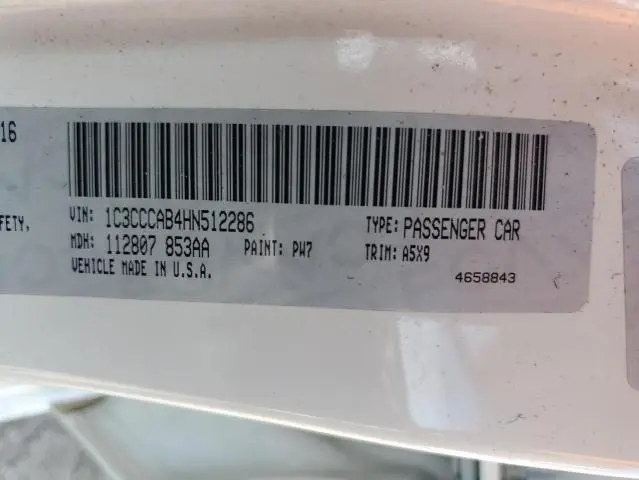 16
FETY,
VIN: 1C3CCCAB4HN512286 TYPE: PASSENGER CAR
MDH: 112807 853AA PAINT: PW7 TRIM: A5X9
VEHICLE MADE IN U.S.A.
4658843